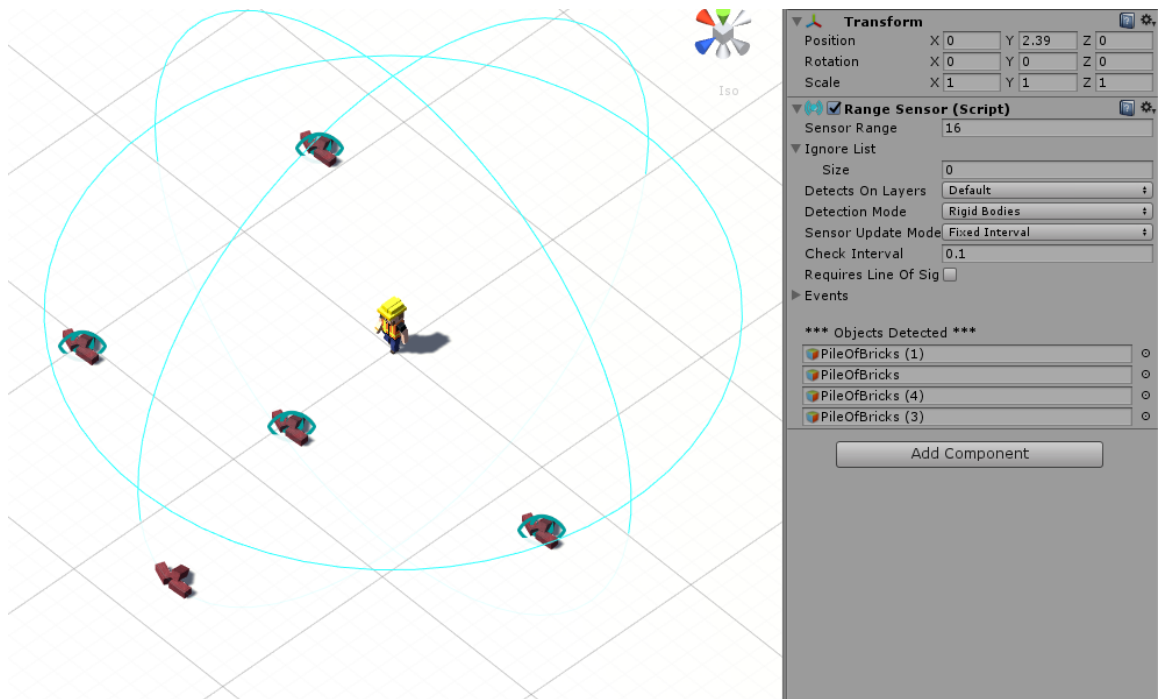 Iso
Transform
Position X 0 Y 2.39 Z 0
Rotation X 0 Y 0 Z 0
Scale X 1 Y 1 Z 1
Range Sensor (Script)
Sensor Range 16
Ignore List
Size 0
Detects On Layers Default
Detection Mode Rigid Bodies
Sensor Update Mode Fixed Interval
Check Interval 0.1
Requires Line Of Sig
Events
*** Objects Detected ***
PileOfBricks (1)
PileOfBricks
PileOfBricks (4)
PileOfBricks (3)
Add Component